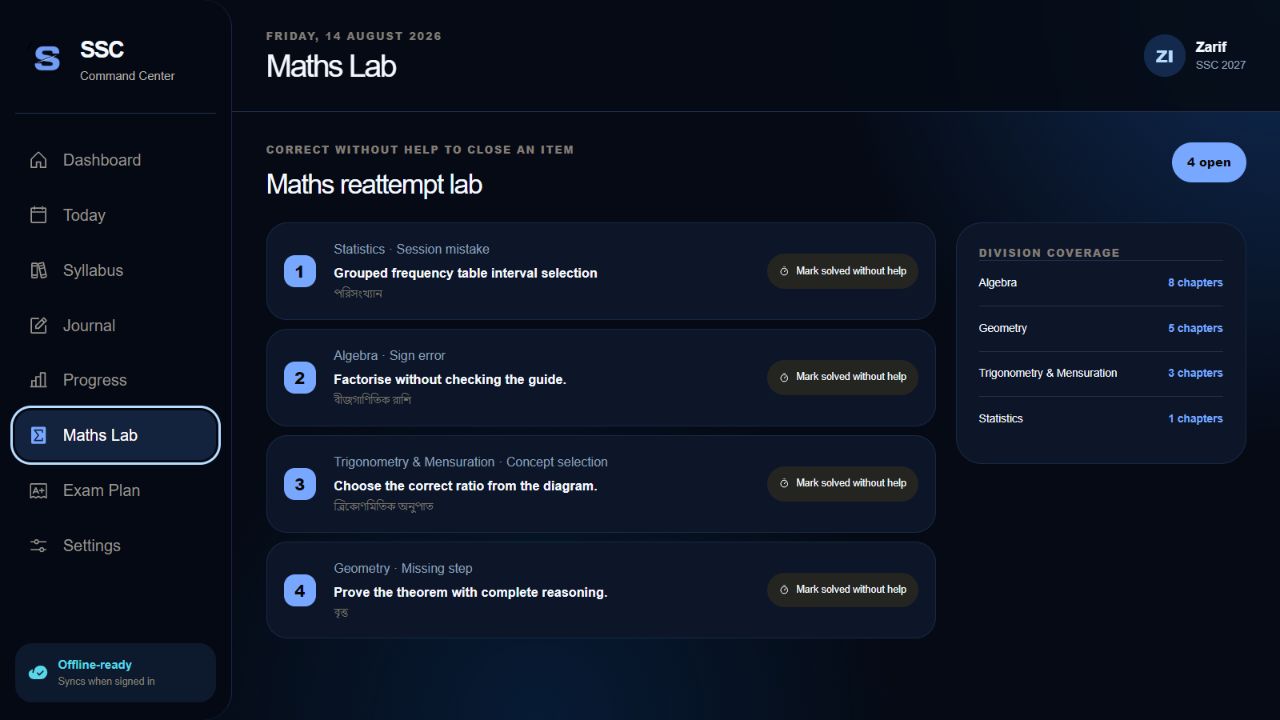 SSC
Command Center
Dashboard
Today
Syllabus
Journal
Progress
Maths Lab
Exam Plan
Settings
Offline-ready
Syncs when signed in
FRIDAY, 14 AUGUST 2026
Maths Lab
ZI
Zarif
SSC 2027
CORRECT WITHOUT HELP TO CLOSE AN ITEM
Maths reattempt lab
4 open
1
Statistics · Session mistake
Grouped frequency table interval selection
পরিসংখ্যান
Mark solved without help
2
Algebra · Sign error
Factorise without checking the guide.
বীজগাণিতিক রাশি
Mark solved without help
3
Trigonometry & Mensuration · Concept selection
Choose the correct ratio from the diagram.
ত্রিকোণমিতিক অনুপাত
Mark solved without help
4
Geometry · Missing step
Prove the theorem with complete reasoning.
বৃত্ত
Mark solved without help
DIVISION COVERAGE
Algebra 8 chapters
Geometry 5 chapters
Trigonometry & Mensuration 3 chapters
Statistics 1 chapters